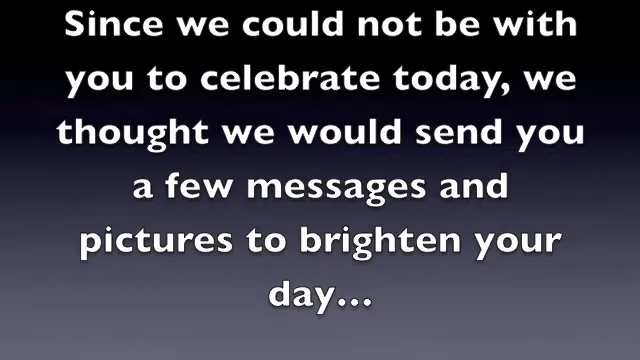 Since we could not be with
you to celebrate today, we
thought we would send you
a few messages and
pictures to brighten your
day...